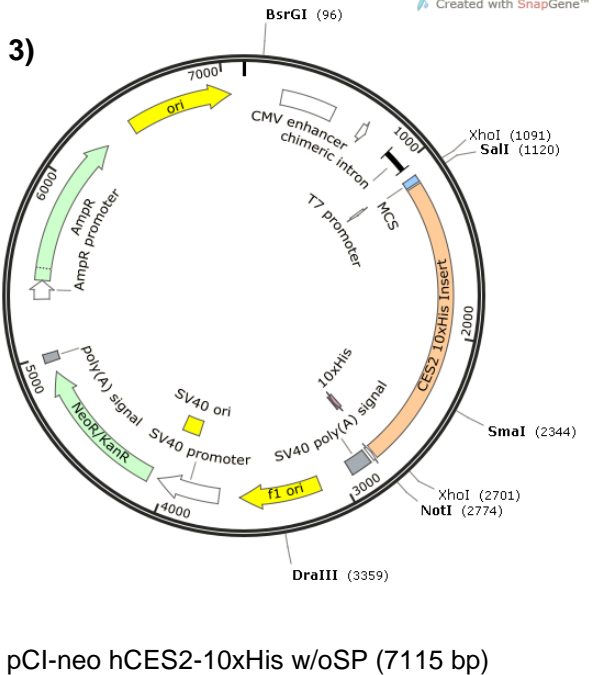 Created with SnapGene™
BsrGI (96)
3)
7000
ori
CMV enhancer
chimeric intron
1000
XhoI (1091)
SalI (1120)
6000
AmpR
AmpR promoter
T7 promoter
MCS
CES2 10xHis Insert
2000
5000
poly(A) signal
NeoR/KanR
SV40 ori
SV40 promoter
10xHis
SV40 poly(A) signal
SmaI (2344)
f1 ori
3000
XhoI (2701)
NotI (2774)
4000
DraIII (3359)
pCI-neo hCES2-10xHis w/oSP (7115 bp)